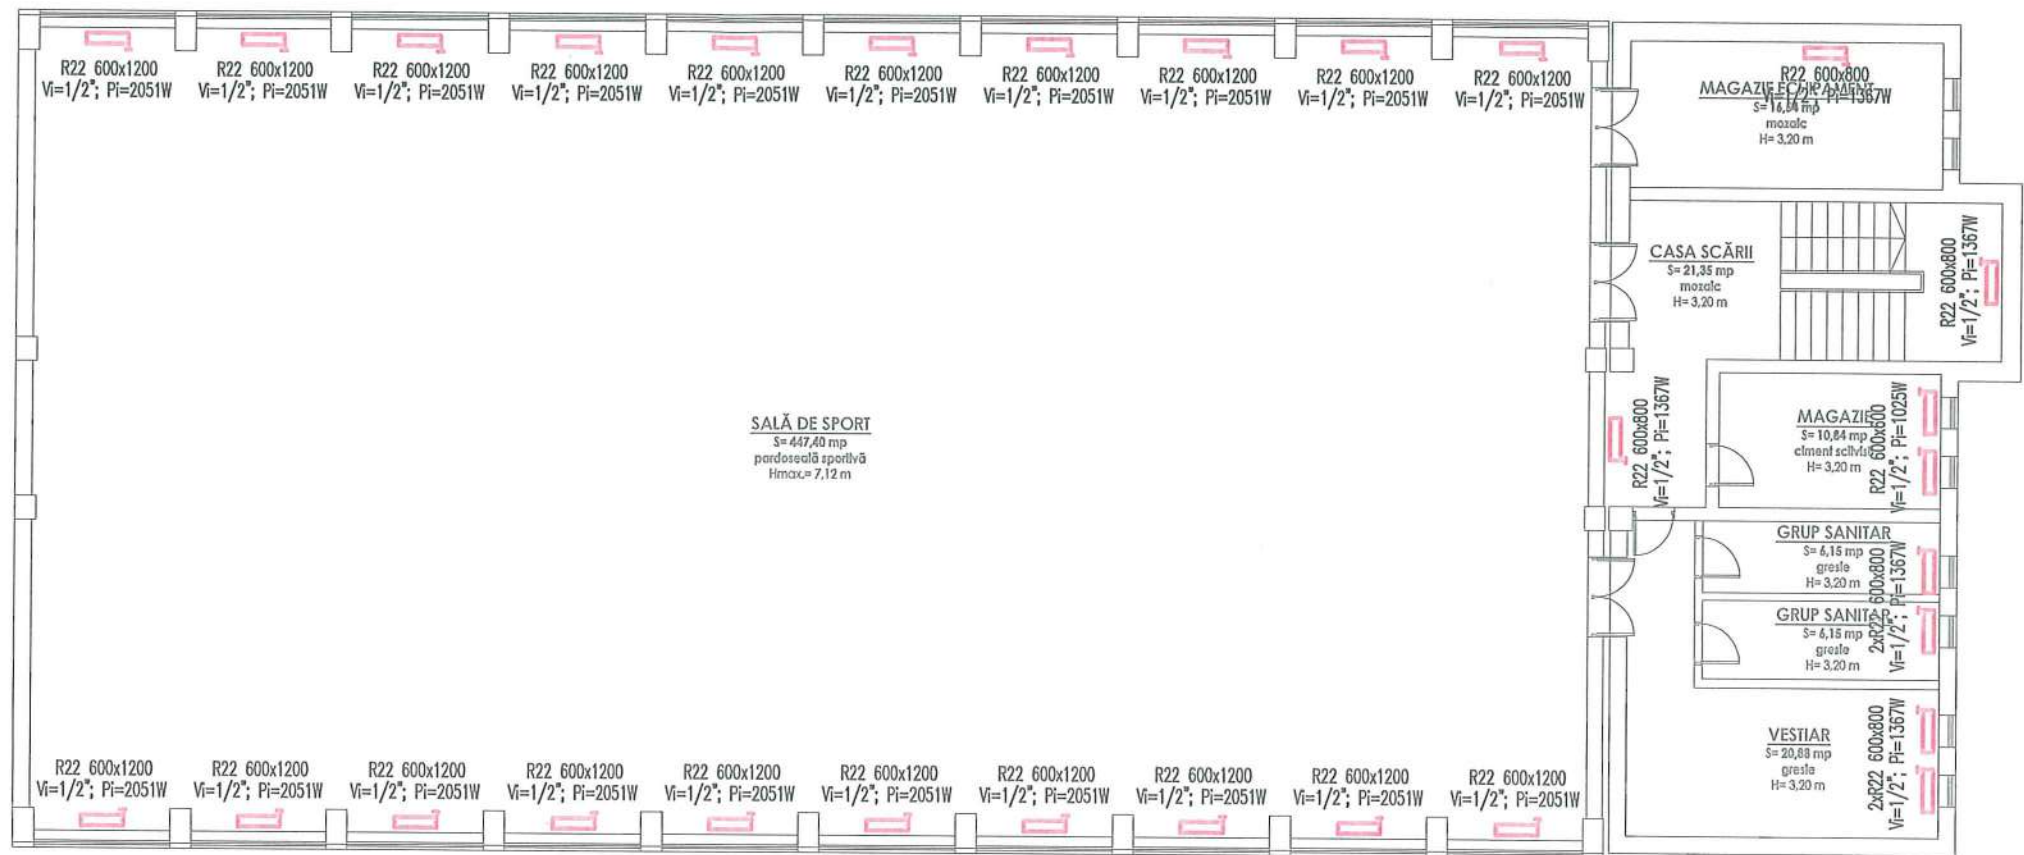 R22 600x1200
Vi=1/2"; Pi=2051W
R22 600x1200
Vi=1/2"; Pi=2051W
R22 600x1200
Vi=1/2"; Pi=2051W
R22 600x1200
Vi=1/2"; Pi=2051W
R22 600x1200
Vi=1/2"; Pi=2051W
R22 600x1200
Vi=1/2"; Pi=2051W
R22 600x1200
Vi=1/2"; Pi=2051W
R22 600x1200
Vi=1/2"; Pi=2051W
R22 600x1200
Vi=1/2"; Pi=2051W
R22 600x1200
Vi=1/2"; Pi=2051W
R22 600x800
Vi=1/2"; Pi=1367W
MAGAZIE ECHIPAMENT
mozaic
H= 3,20 m
CASA SCĂRII
S= 21,35 mp
mozaic
H= 3,20 m
R22 600x800
Vi=1/2"; Pi=1367W
R22 600x800
Vi=1/2"; Pi=1367W
SALĂ DE SPORT
S= 447,40 mp
pardoseală sportivă
Hmax.= 7,12 m
MAGAZIE
S= 10,84 mp
ciment sclivisit
H= 3,20 m
R22 600x600
Vi=1/2"; Pi=1025W
GRUP SANITAR
S= 6,15 mp
gresie
H= 3,20 m
GRUP SANITAR
S= 6,15 mp
gresie
H= 3,20 m
2xR22 600x800
Vi=1/2"; Pi=1367W
VESTIAR
S= 20,88 mp
gresie
H= 3,20 m
2xR22 600x800
Vi=1/2"; Pi=1367W
R22 600x1200
Vi=1/2"; Pi=2051W
R22 600x1200
Vi=1/2"; Pi=2051W
R22 600x1200
Vi=1/2"; Pi=2051W
R22 600x1200
Vi=1/2"; Pi=2051W
R22 600x1200
Vi=1/2"; Pi=2051W
R22 600x1200
Vi=1/2"; Pi=2051W
R22 600x1200
Vi=1/2"; Pi=2051W
R22 600x1200
Vi=1/2"; Pi=2051W
R22 600x1200
Vi=1/2"; Pi=2051W
R22 600x1200
Vi=1/2"; Pi=2051W